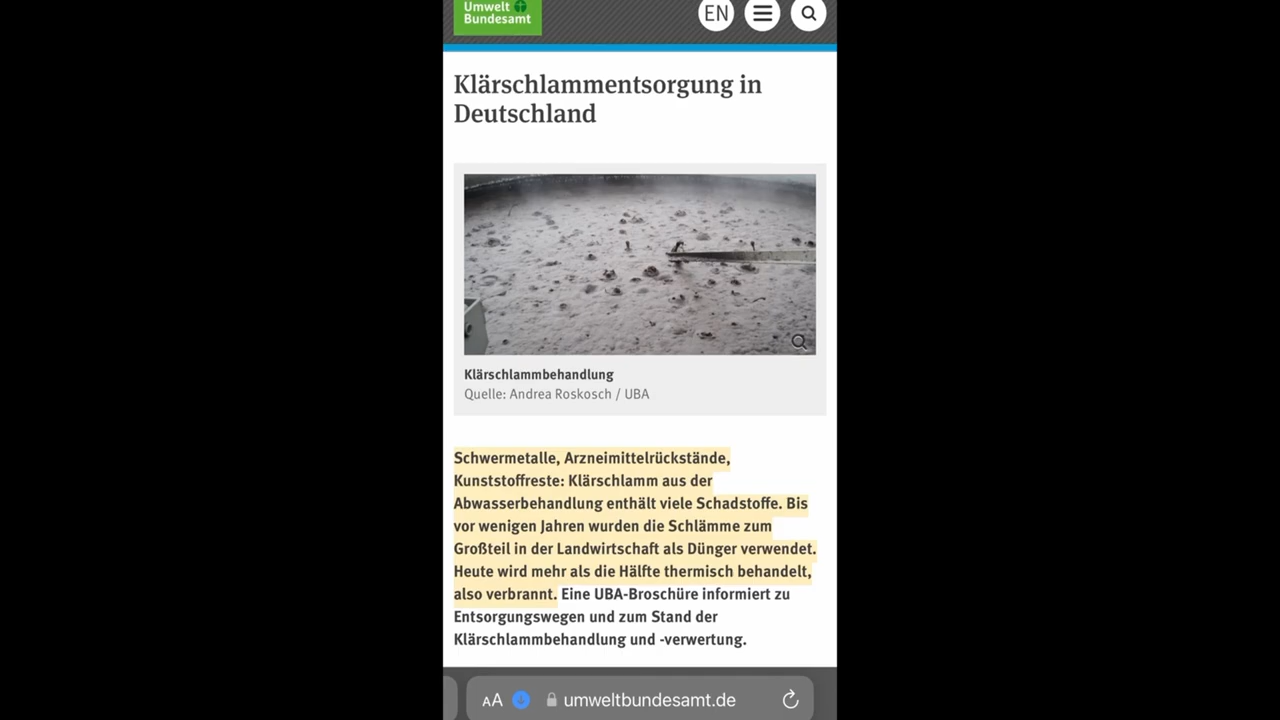 Umwelt
Bundesamt
EN
Klärschlammentsorgung in
Deutschland
Klärschlammbehandlung
Quelle: Andrea Roskosch / UBA
Schwermetalle, Arzneimittelrückstände,
Kunststoffreste: Klärschlamm aus der
Abwasserbehandlung enthält viele Schadstoffe. Bis
vor wenigen Jahren wurden die Schlämme zum
Großteil in der Landwirtschaft als Dünger verwendet.
Heute wird mehr als die Hälfte thermisch behandelt,
also verbrannt. Eine UBA-Broschüre informiert zu
Entsorgungswegen und zum Stand der
Klärschlammbehandlung und -verwertung.
AA umweltbundesamt.de